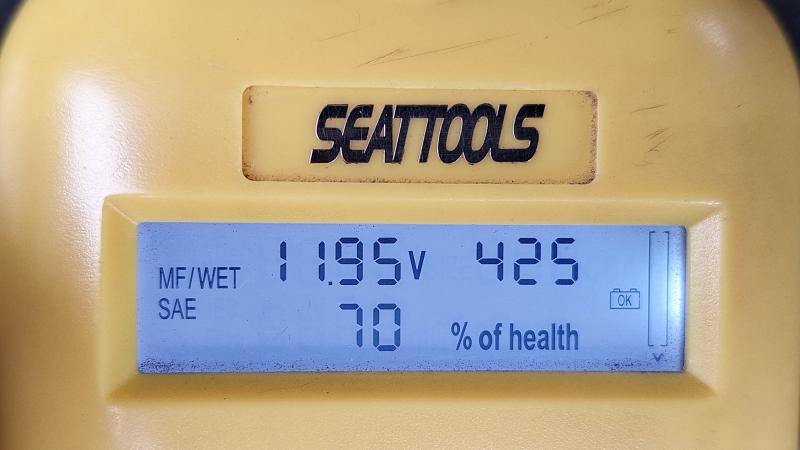 SEATTOOLS
MF/WET 11.95V 425
SAE 70 % of health
OK